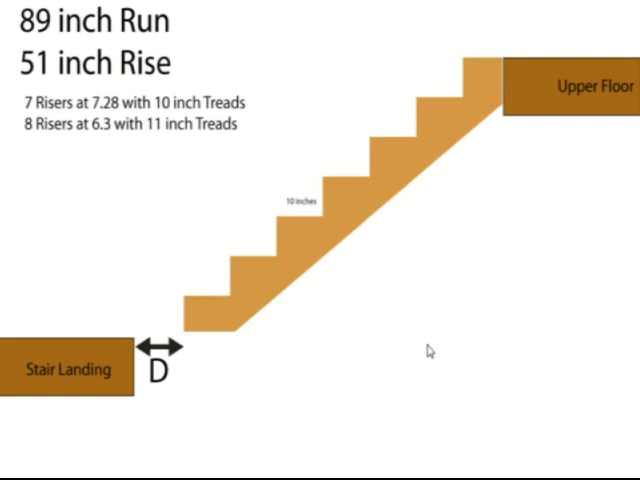 89 inch Run
51 inch Rise
7 Risers at 7.28 with 10 inch Treads
8 Risers at 6.3 with 11 inch Treads
Upper Floor
10 inches
Stair Landing
D